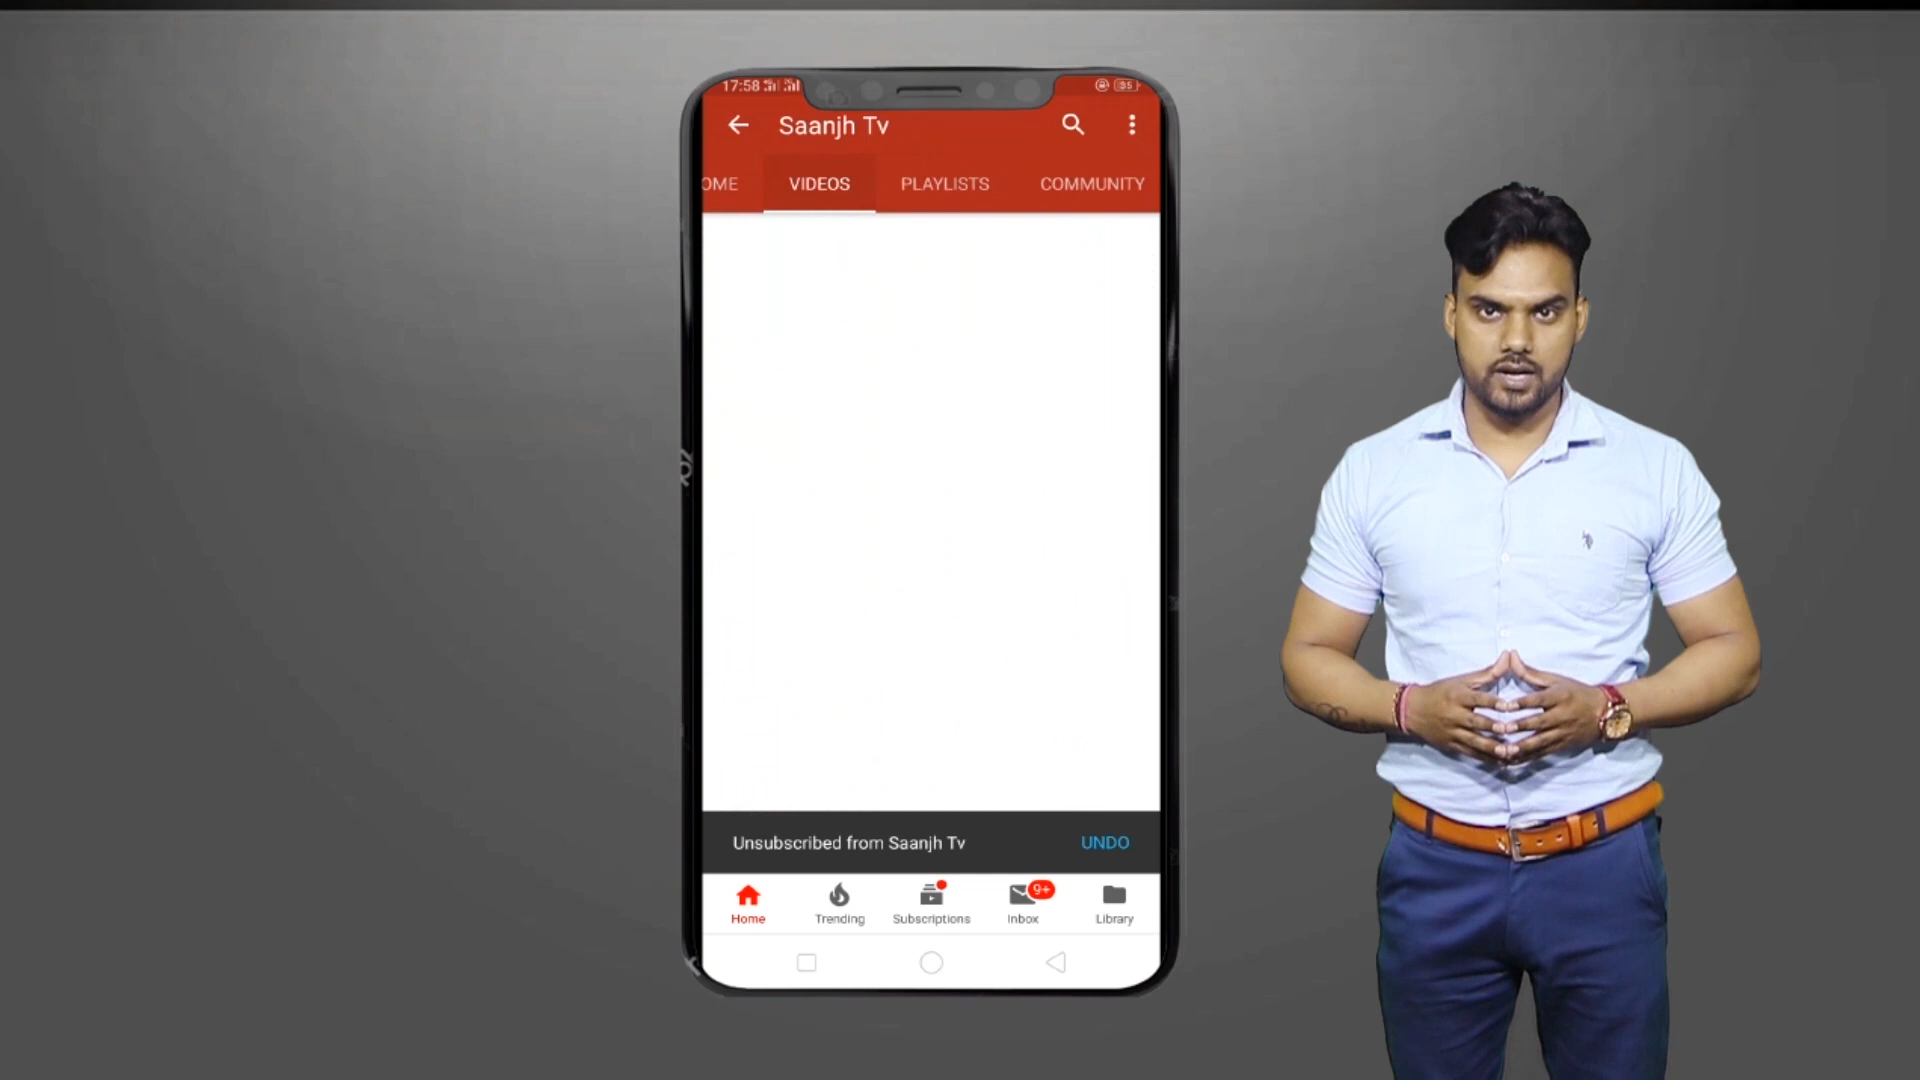 17:58
35
Saanjh Tv
OME
VIDEOS
PLAYLISTS
COMMUNITY
Unsubscribed from Saanjh Tv
UNDO
9+
Home
Trending
Subscriptions
Inbox
Library